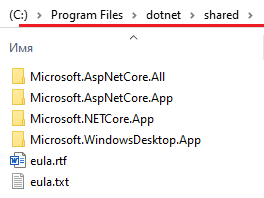 (C:) > Program Files > dotnet > shared >
Имя
Microsoft.AspNetCore.All
Microsoft.AspNetCore.App
Microsoft.NETCore.App
Microsoft.WindowsDesktop.App
eula.rtf
eula.txt